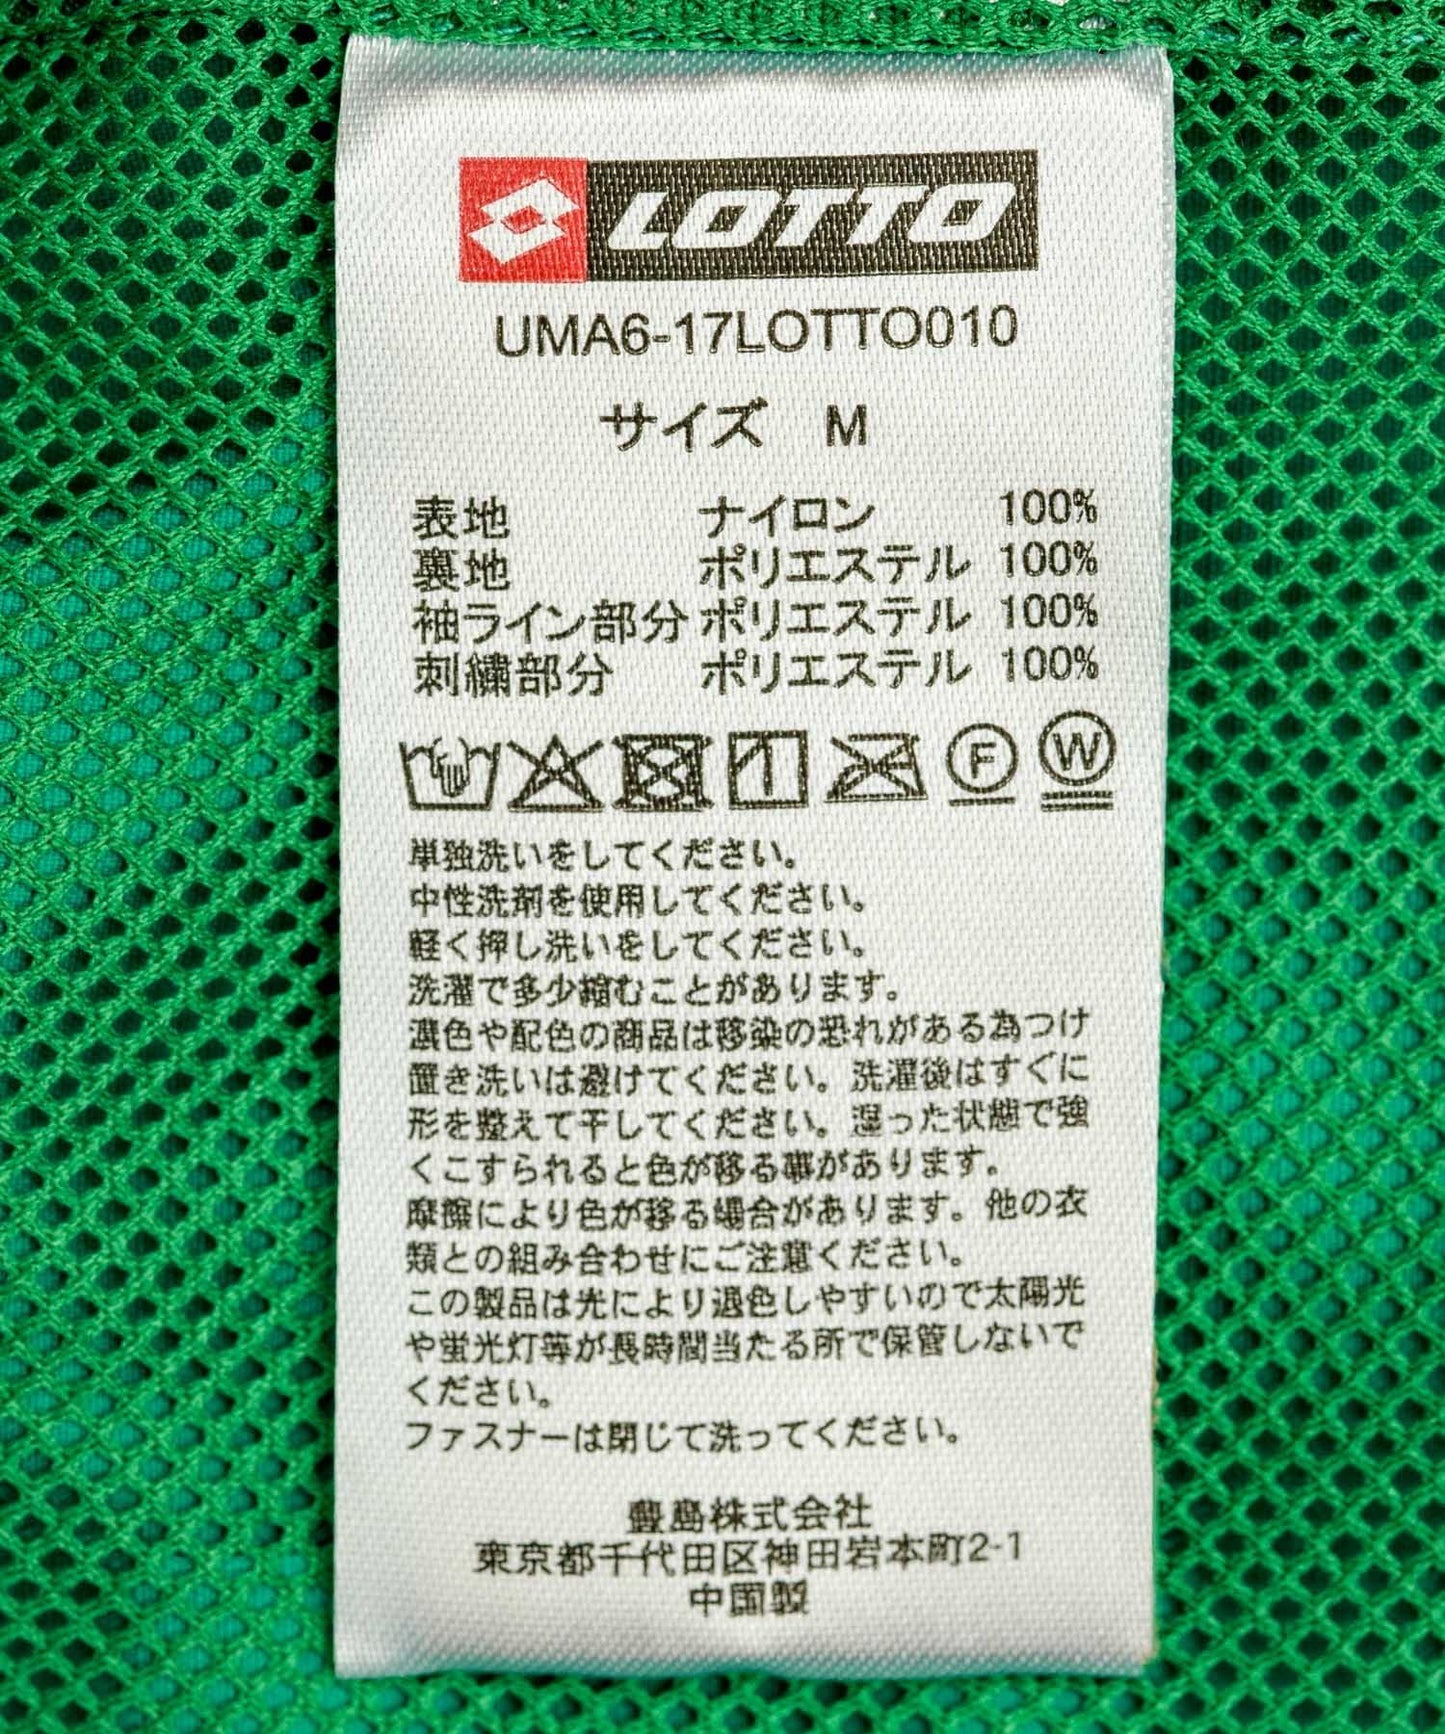 LOTTO
UMA6-17LOTTO010
サイズ M
表地 ナイロン 100%
裏地 ポリエステル 100%
袖ライン部分 ポリエステル 100%
刺繍部分 ポリエステル 100%
F W
単独洗いをしてください。
中性洗剤を使用してください。
軽く押し洗いをしてください。
洗濯で多少縮むことがあります。
濃色や配色の商品は移染の恐れがある為つけ
置き洗いは避けてください。洗濯後はすぐに
形を整えて干してください。湿った状態で強
くこすられると色が移る事があります。
摩擦により色が移る場合があります。他の衣
類との組み合わせにご注意ください。
この製品は光により退色しやすいので太陽光
や蛍光灯等が長時間当たる所で保管しないで
ください。
ファスナーは閉じて洗ってください。
豊島株式会社
東京都千代田区神田岩本町2-1
中国製